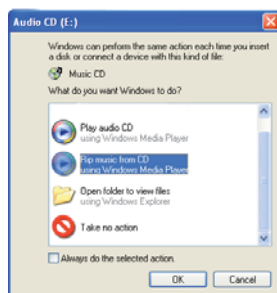 Audio CD (E:)
Windows can perform the same action each time you insert
a disk or connect a device with this kind of file:
Music CD
What do you want Windows to do?
Play audio CD
using Windows Media Player
Rip music from CD
using Windows Media Player
Open folder to view files
using Windows Explorer
Take no action
Always do the selected action.
OK
Cancel